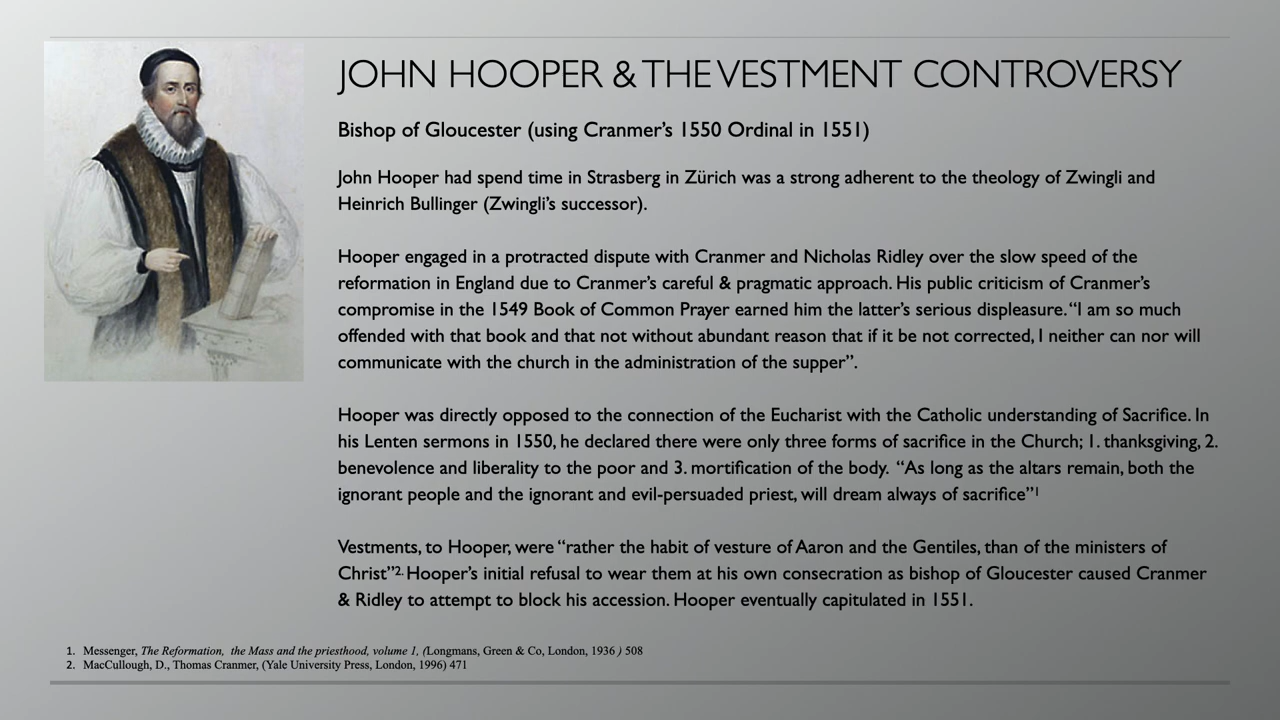 JOHN HOOPER & THE VESTMENT CONTROVERSY
Bishop of Gloucester (using Cranmer's 1550 Ordinal in 1551)
John Hooper had spend time in Strasberg in Zürich was a strong adherent to the theology of Zwingli and
Heinrich Bullinger (Zwingli's successor).
Hooper engaged in a protracted dispute with Cranmer and Nicholas Ridley over the slow speed of the
reformation in England due to Cranmer's careful & pragmatic approach. His public criticism of Cranmer's
compromise in the 1549 Book of Common Prayer earned him the latter's serious displeasure. “I am so much
offended with that book and that not without abundant reason that if it be not corrected, I neither can nor will
communicate with the church in the administration of the supper”.
Hooper was directly opposed to the connection of the Eucharist with the Catholic understanding of Sacrifice. In
his Lenten sermons in 1550, he declared there were only three forms of sacrifice in the Church; 1. thanksgiving, 2.
benevolence and liberality to the poor and 3. mortification of the body. “As long as the altars remain, both the
ignorant people and the ignorant and evil-persuaded priest, will dream always of sacrifice”1
Vestments, to Hooper, were “rather the habit of vesture of Aaron and the Gentiles, than of the ministers of
Christ”2. Hooper's initial refusal to wear them at his own consecration as bishop of Gloucester caused Cranmer
& Ridley to attempt to block his accession. Hooper eventually capitulated in 1551.
1. Messenger, The Reformation, the Mass and the priesthood, volume 1, (Longmans, Green & Co, London, 1936 ) 508
2. MacCullough, D., Thomas Cranmer, (Yale University Press, London, 1996) 471